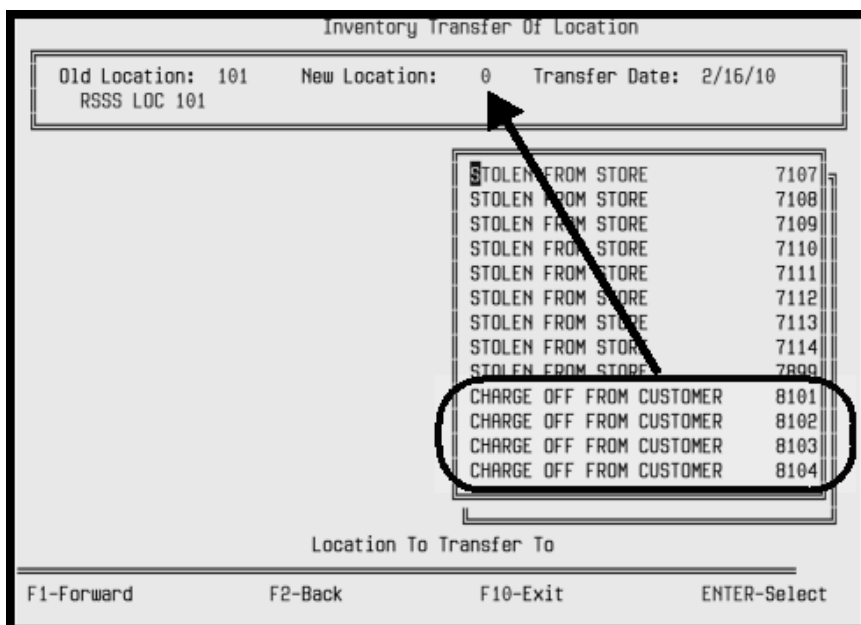 Inventory Transfer Of Location
Old Location: 101 New Location: 0 Transfer Date: 2/16/10
RSSS LOC 101
STOLEN FROM STORE 7107
STOLEN FROM STORE 7108
STOLEN FROM STORE 7109
STOLEN FROM STORE 7110
STOLEN FROM STORE 7111
STOLEN FROM STORE 7112
STOLEN FROM STORE 7113
STOLEN FROM STORE 7114
STOLEN FROM STORE 7899
CHARGE OFF FROM CUSTOMER 8101
CHARGE OFF FROM CUSTOMER 8102
CHARGE OFF FROM CUSTOMER 8103
CHARGE OFF FROM CUSTOMER 8104
Location To Transfer To
F1-Forward F2-Back F10-Exit ENTER-Select